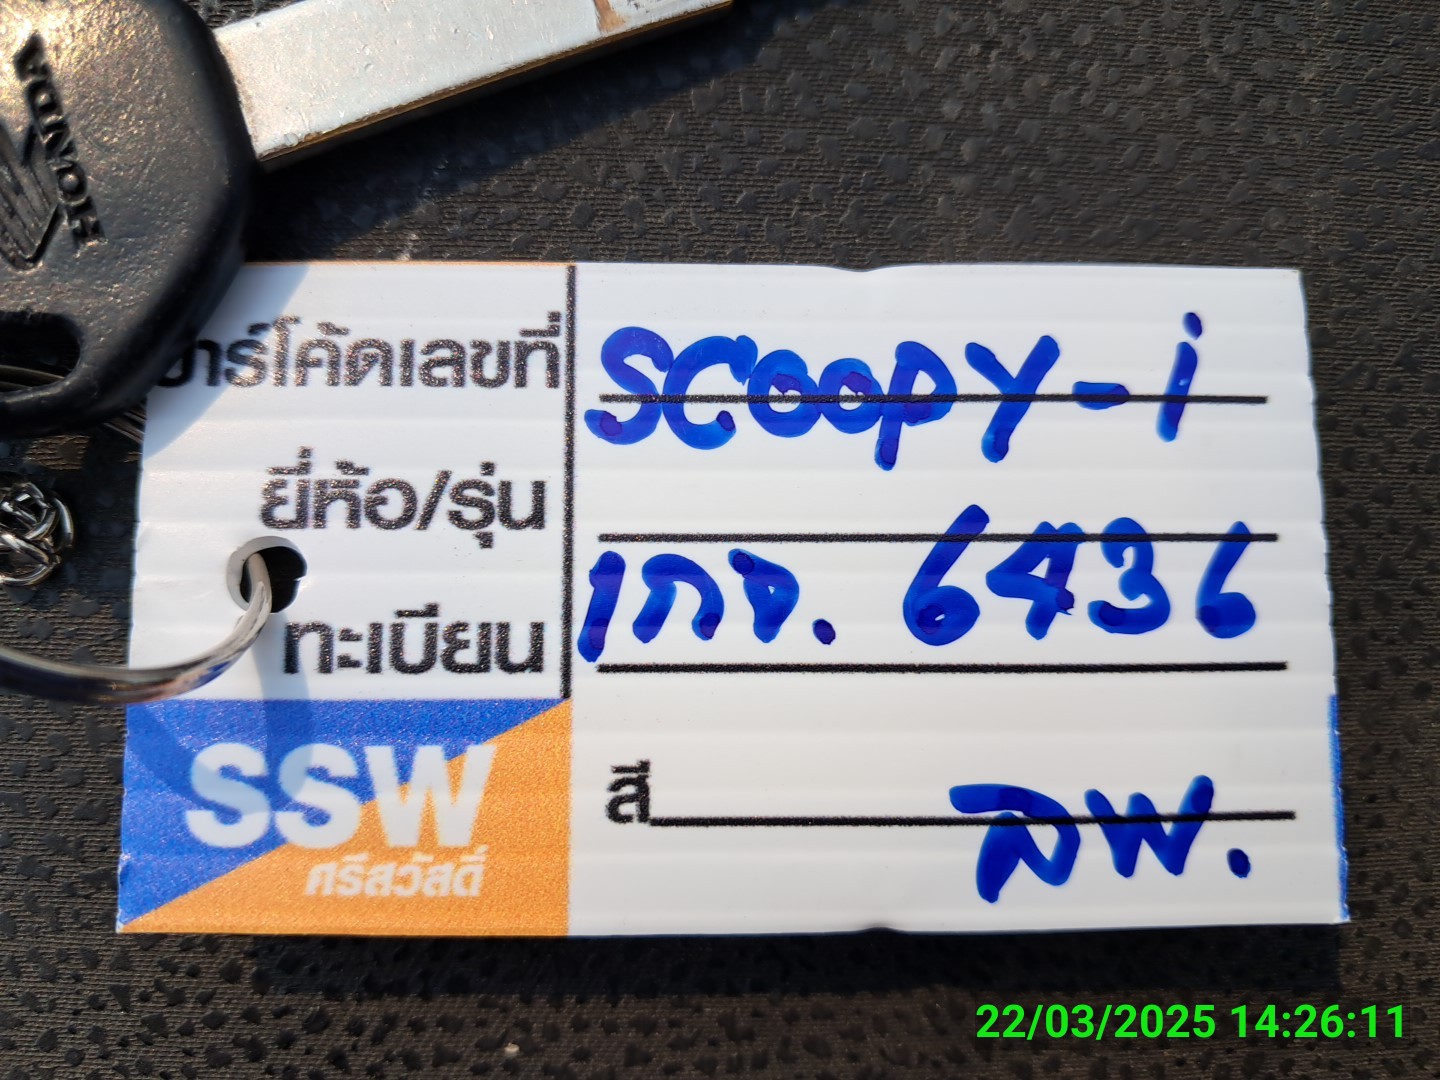 HONDA
บาร์โค้ดเลขที่ SCOOPY-i
ยี่ห้อ/รุ่น
ทะเบียน 1กจ. 6436
สี ลพ.
SSW
ศรีสวัสดิ์
22/03/2025 14:26:11